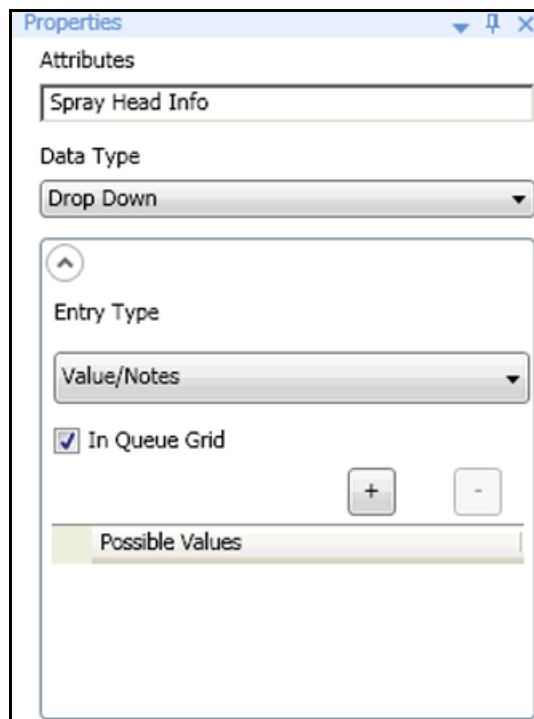 Properties
Attributes
Spray Head Info
Data Type
Drop Down
Entry Type
Value/Notes
In Queue Grid
+ -
Possible Values